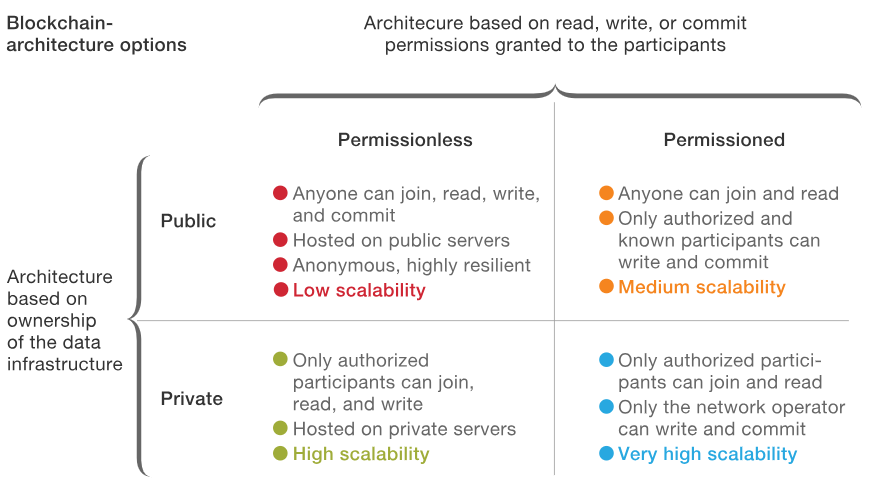 Blockchain-
architecture options
Architecure based on read, write, or commit
permissions granted to the participants
Permissionless
Permissioned
Architecture
based on
ownership
of the data
infrastructure
Public
Anyone can join, read, write,
and commit
Hosted on public servers
Anonymous, highly resilient
Low scalability
Anyone can join and read
Only authorized and
known participants can
write and commit
Medium scalability
Private
Only authorized
participants can join,
read, and write
Hosted on private servers
High scalability
Only authorized partici-
pants can join and read
Only the network operator
can write and commit
Very high scalability